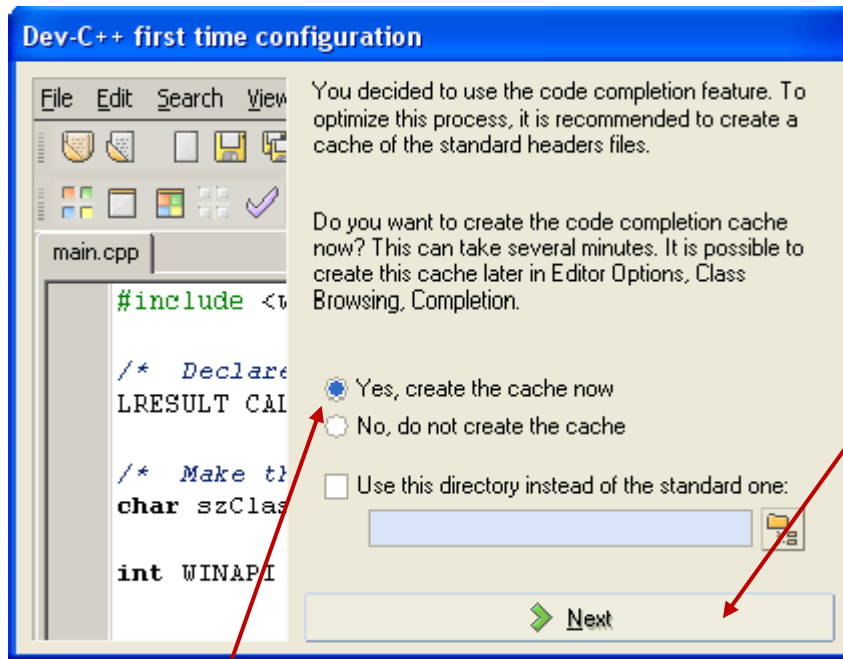 Dev-C++ first time configuration
File Edit Search View
main.cpp
#include <w
/* Declare
LRESULT CAL
/* Make th
char szClas
int WINAPI
You decided to use the code completion feature. To
optimize this process, it is recommended to create a
cache of the standard headers files.
Do you want to create the code completion cache
now? This can take several minutes. It is possible to
create this cache later in Editor Options, Class
Browsing, Completion.
Yes, create the cache now
No, do not create the cache
Use this directory instead of the standard one:
Next